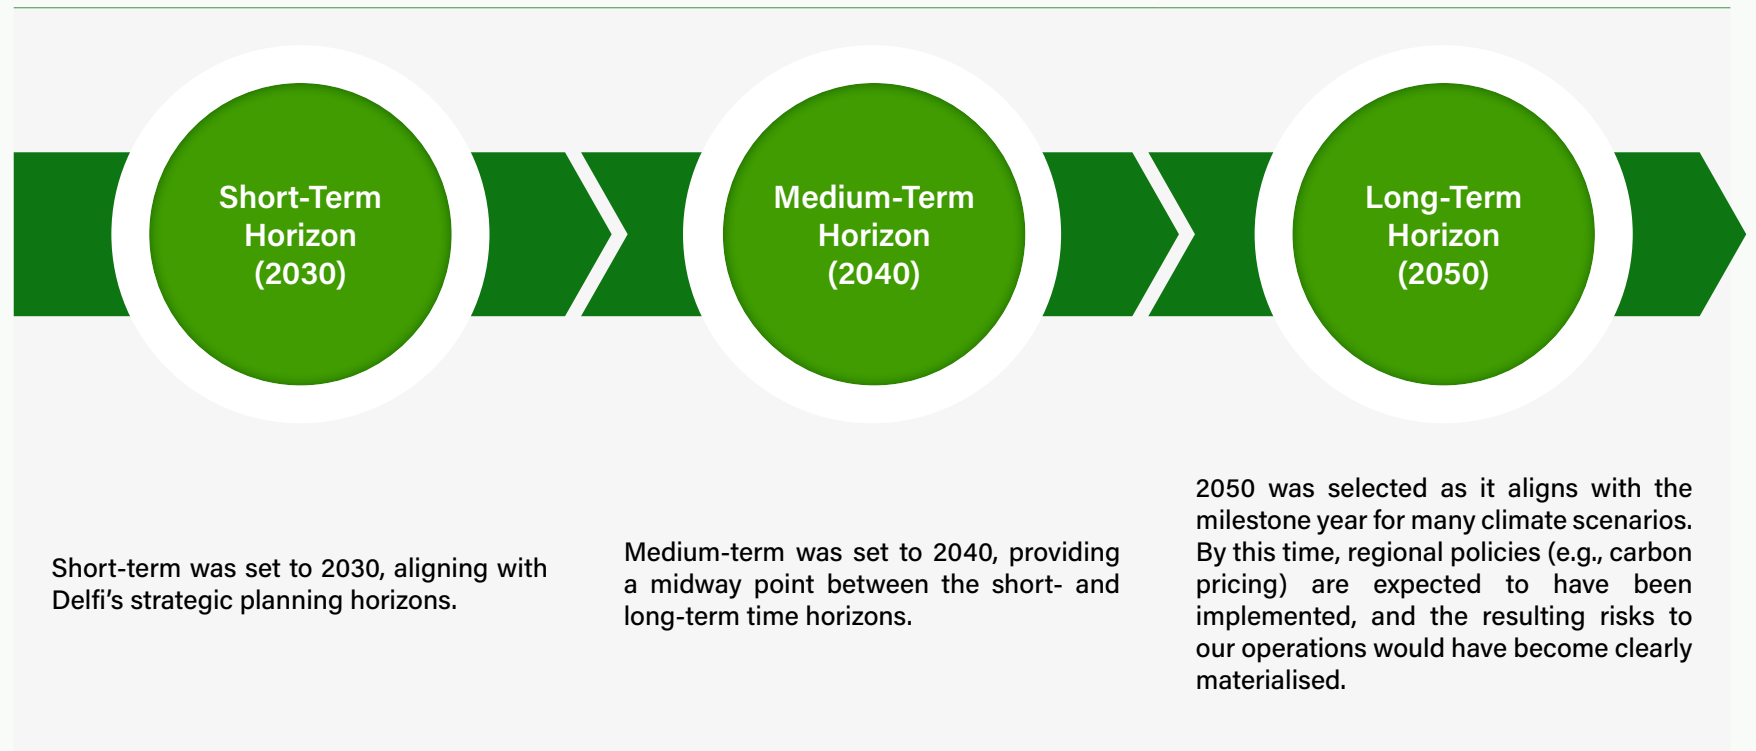 Short-Term
Horizon
(2030)
Medium-Term
Horizon
(2040)
Long-Term
Horizon
(2050)
Short-term was set to 2030, aligning with
Delfi’s strategic planning horizons.
Medium-term was set to 2040, providing
a midway point between the short- and
long-term time horizons.
2050 was selected as it aligns with the
milestone year for many climate scenarios.
By this time, regional policies (e.g., carbon
pricing) are expected to have been
implemented, and the resulting risks to
our operations would have become clearly
materialised.